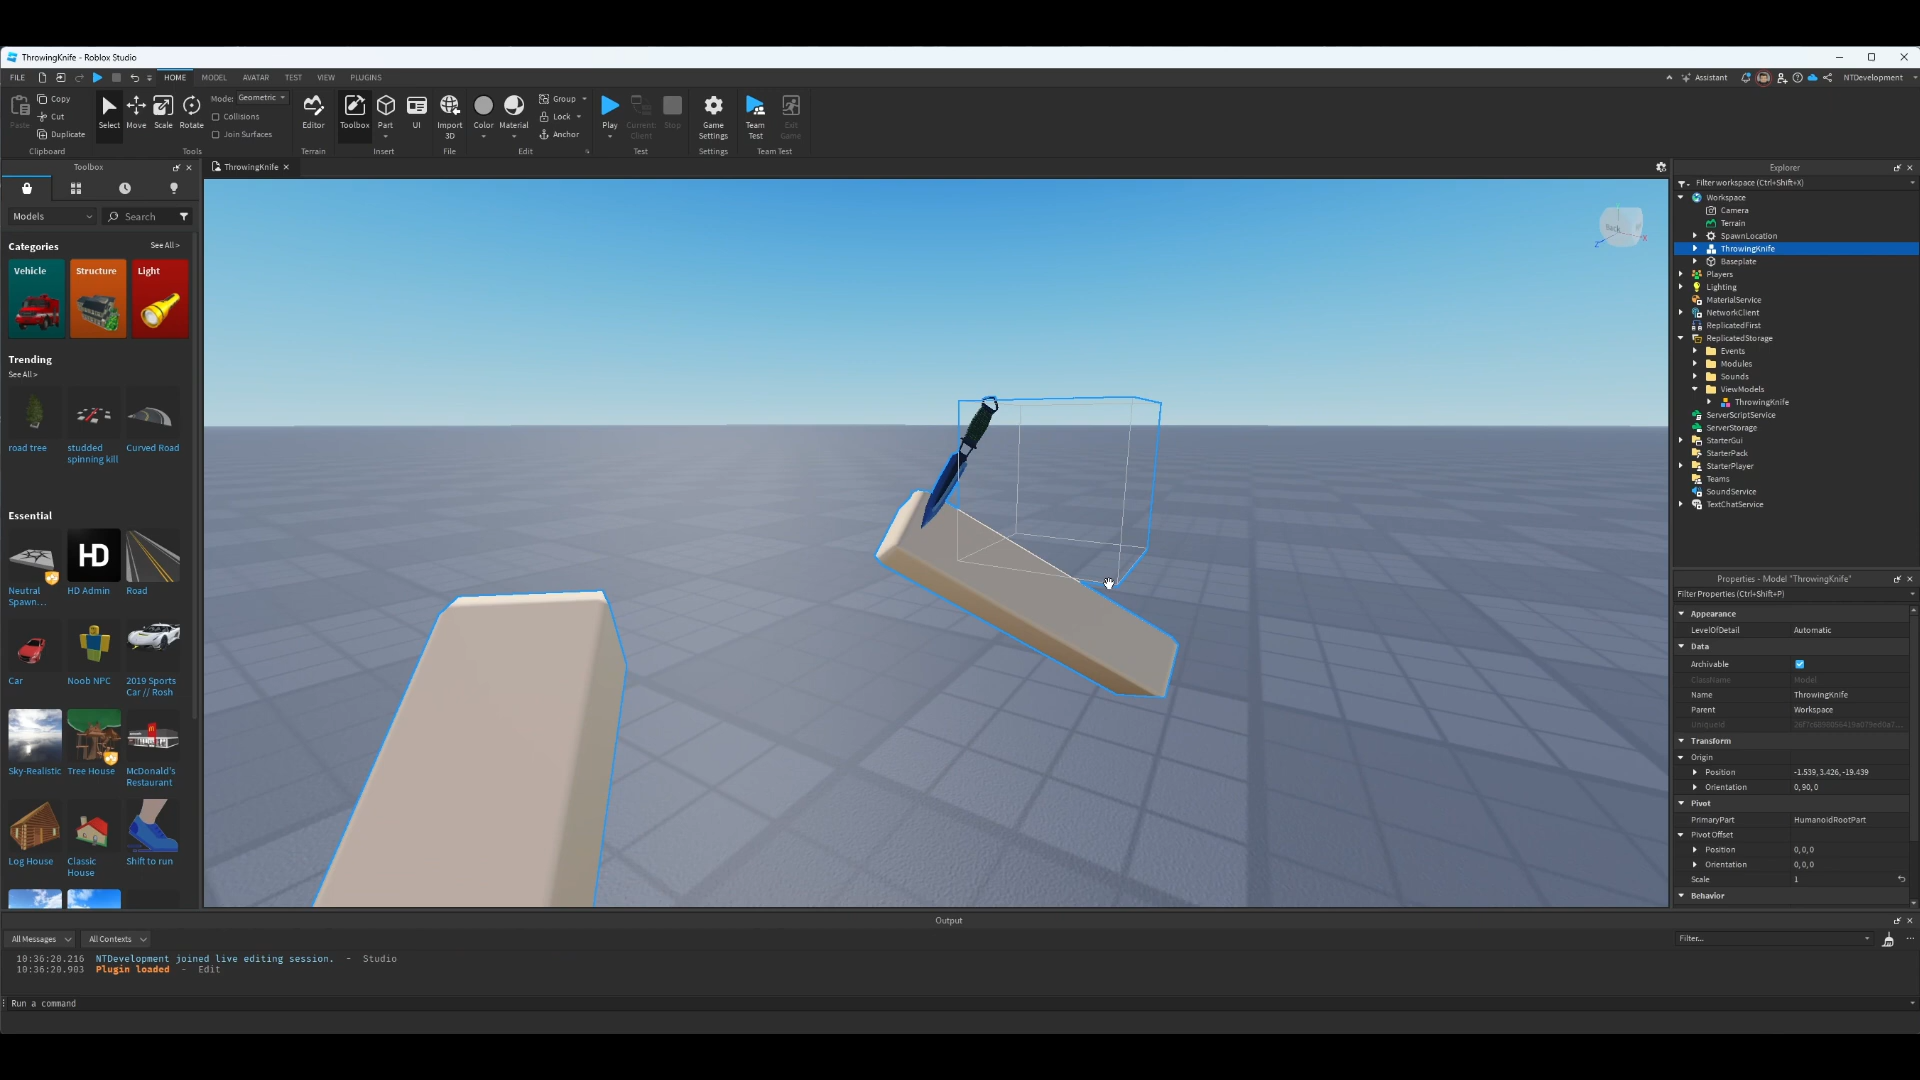 ThrowingKnife - Roblox Studio
FILE HOME MODEL AVATAR TEST VIEW PLUGINS Assistant NTDevelopment
Paste Copy Cut Duplicate Clipboard
Select Move Scale Rotate Mode: Geometric Collisions Join Surfaces Tools
Editor Terrain
Toolbox Part UI Insert
Import 3D File
Color Material Group Lock Anchor Edit
Play Current: Client Stop Test
Game Settings Settings
Team Test Exit Game Team Test
Toolbox
Models Search
Categories See All >
Vehicle Structure Light
Trending
See All >
road tree studded spinning kill Curved Road
Essential
Neutral Spawn... HD Admin Road
HD
Car Noob NPC 2019 Sports Car // Rosh
Sky-Realistic Tree House McDonald's Restaurant
Log House Classic House Shift to run
ThrowingKnife
Back
X
Z
Explorer
Filter workspace (Ctrl+Shift+X)
Workspace
Camera
Terrain
SpawnLocation
ThrowingKnife
Baseplate
Players
Lighting
MaterialService
NetworkClient
ReplicatedFirst
ReplicatedStorage
Events
Modules
Sounds
ViewModels
ThrowingKnife
ServerScriptService
ServerStorage
StarterGui
StarterPack
StarterPlayer
Teams
SoundService
TextChatService
Properties - Model "ThrowingKnife"
Filter Properties (Ctrl+Shift+P)
Appearance
LevelOfDetail Automatic
Data
Archivable
ClassName Model
Name ThrowingKnife
Parent Workspace
UniqueId
Transform
Origin
Position -1.539, 3.426, -19.439
Orientation 0, 90, 0
Pivot
PrimaryPart HumanoidRootPart
Pivot Offset
Position 0, 0, 0
Orientation 0, 0, 0
Scale 1
Behavior
Output
All Messages All Contexts Filter...
10:36:20.216 NTDevelopment joined live editing session. - Studio
10:36:20.903 Plugin loaded - Edit
Run a command